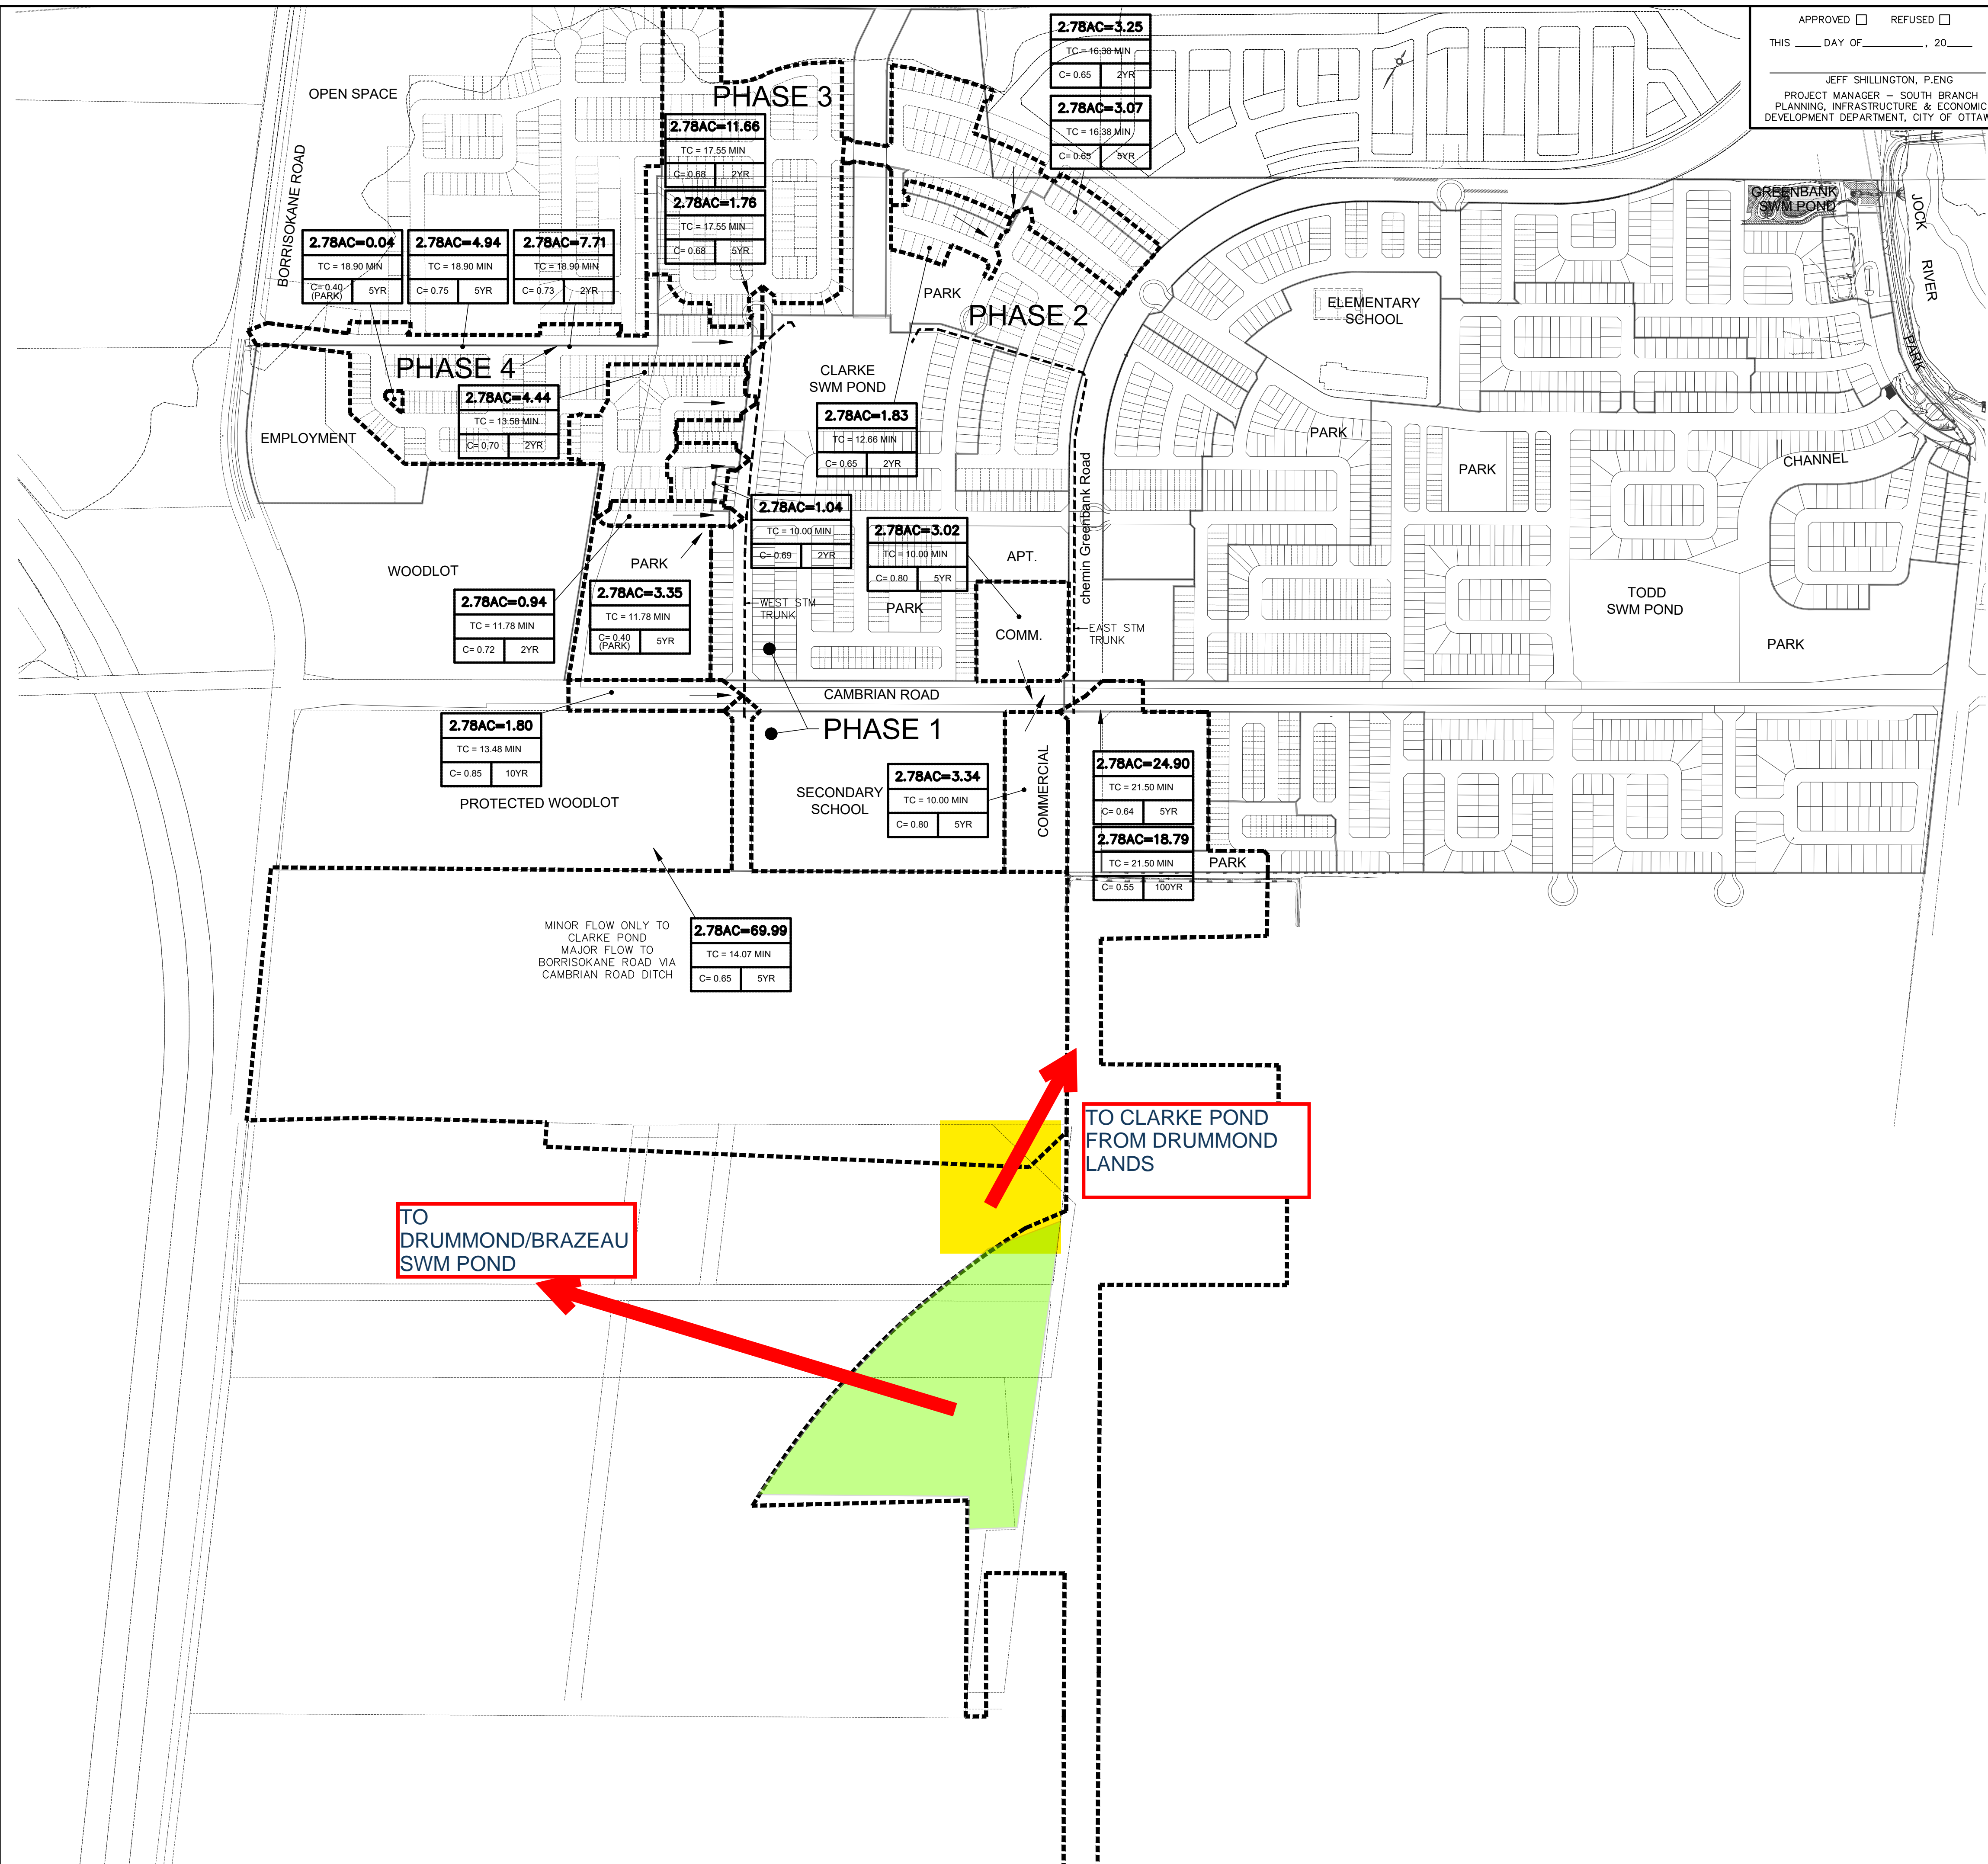 APPROVED REFUSED
THIS ____ DAY OF__________, 20____
JEFF SHILLINGTON, P.ENG
PROJECT MANAGER – SOUTH BRANCH
PLANNING, INFRASTRUCTURE & ECONOMIC
DEVELOPMENT DEPARTMENT, CITY OF OTTAW
2.78AC=3.25
TC = 16.38 MIN
C= 0.65 2YR
2.78AC=3.07
TC = 16.38 MIN
C= 0.65 5YR
OPEN SPACE
BORRISOKANE ROAD
PHASE 3
2.78AC=11.66
TC = 17.55 MIN
C= 0.68 2YR
2.78AC=1.76
TC = 17.55 MIN
C= 0.68 5YR
2.78AC=0.04
TC = 18.90 MIN
C= 0.40
(PARK)
5YR
2.78AC=4.94
TC = 18.90 MIN
C= 0.75 5YR
2.78AC=7.71
TC = 18.90 MIN
C= 0.73 2YR
PARK
PHASE 2
GREENBANK
SWM POND
JOCK
RIVER
PARK
ELEMENTARY
SCHOOL
PHASE 4
CLARKE
SWM POND
2.78AC=4.44
TC = 13.58 MIN
C= 0.70 2YR
2.78AC=1.83
TC = 12.66 MIN
C= 0.65 2YR
EMPLOYMENT
PARK
PARK
CHANNEL
chemin Greenbank Road
2.78AC=1.04
TC = 10.00 MIN
C= 0.69 2YR
2.78AC=3.02
TC = 10.00 MIN
C= 0.80 5YR
APT.
WOODLOT
PARK
2.78AC=0.94
TC = 11.78 MIN
C= 0.72 2YR
2.78AC=3.35
TC = 11.78 MIN
C= 0.40
(PARK)
5YR
WEST STM
TRUNK
PARK
COMM.
EAST STM
TRUNK
TODD
SWM POND
PARK
CAMBRIAN ROAD
PHASE 1
2.78AC=1.80
TC = 13.48 MIN
C= 0.85 10YR
PROTECTED WOODLOT
SECONDARY
SCHOOL
2.78AC=3.34
TC = 10.00 MIN
C= 0.80 5YR
COMMERCIAL
2.78AC=24.90
TC = 21.50 MIN
C= 0.64 5YR
2.78AC=18.79
TC = 21.50 MIN
C= 0.55 100YR
PARK
MINOR FLOW ONLY TO
CLARKE POND
MAJOR FLOW TO
BORRISOKANE ROAD VIA
CAMBRIAN ROAD DITCH
2.78AC=69.99
TC = 14.07 MIN
C= 0.65 5YR
TO CLARKE POND
FROM DRUMMOND
LANDS
TO
DRUMMOND/BRAZEAU
SWM POND